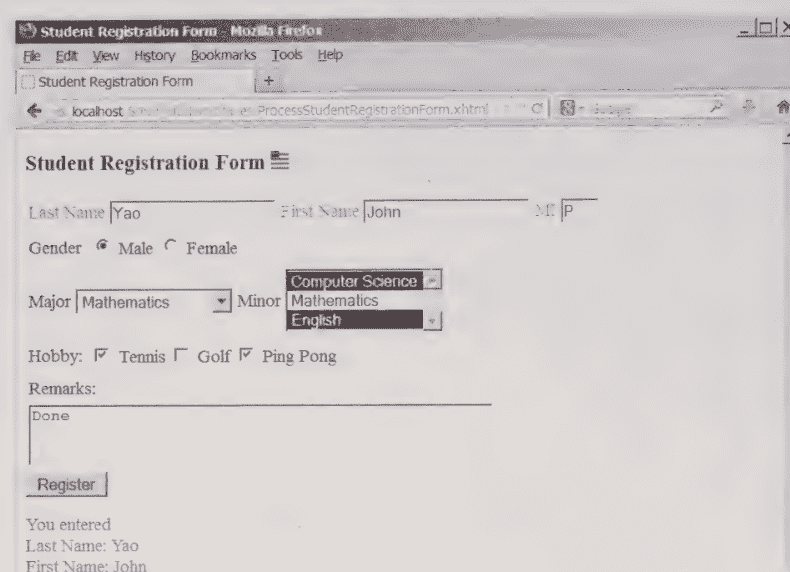 Student Registration Form - Mozilla Firefox
File Edit View History Bookmarks Tools Help
Student Registration Form +
localhost ProcessStudentRegistrationForm.xhtml
Student Registration Form
Last Name Yao First Name John MI P
Gender Male Female
Computer Science
Major Mathematics Minor Mathematics
English
Hobby: Tennis Golf Ping Pong
Remarks:
Done
Register
You entered
Last Name: Yao
First Name: John